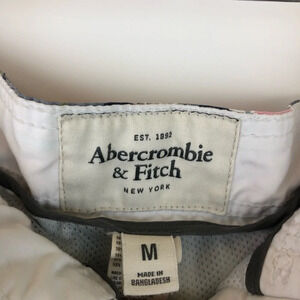 EST. 1892
Abercrombie
& Fitch
NEW YORK
M
MADE IN
BANGLADESH